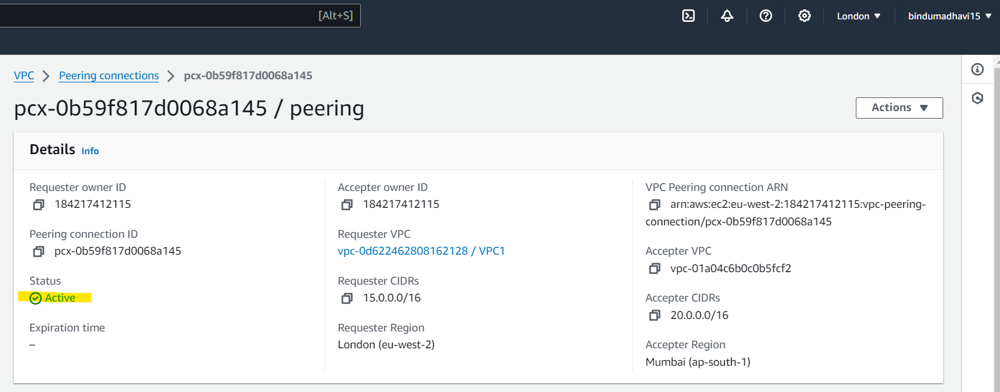 [Alt+S]
London
bindumadhavi15
VPC
Peering connections
pcx-0b59f817d0068a145
pcx-0b59f817d0068a145 / peering
Actions
Details Info
Requester owner ID
184217412115
Peering connection ID
pcx-0b59f817d0068a145
Status
Active
Expiration time
–
Accepter owner ID
184217412115
Requester VPC
vpc-0d622462808162128 / VPC1
Requester CIDRs
15.0.0.0/16
Requester Region
London (eu-west-2)
VPC Peering connection ARN
arn:aws:ec2:eu-west-2:184217412115:vpc-peering-
connection/pcx-0b59f817d0068a145
Accepter VPC
vpc-01a04c6b0c0b5fcf2
Accepter CIDRs
20.0.0.0/16
Accepter Region
Mumbai (ap-south-1)